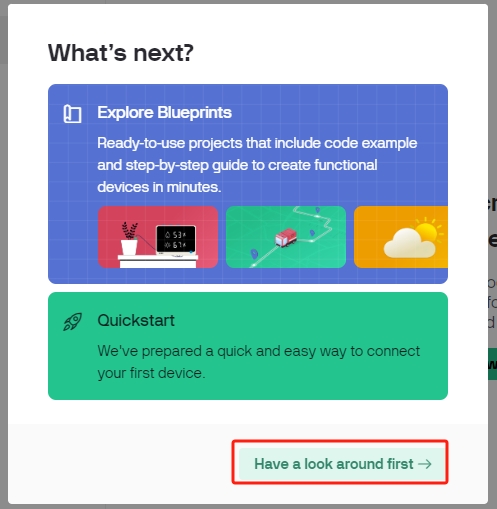 What's next?
Explore Blueprints
Ready-to-use projects that include code example
and step-by-step guide to create functional
devices in minutes.
Quickstart
We've prepared a quick and easy way to connect
your first device.
Have a look around first →